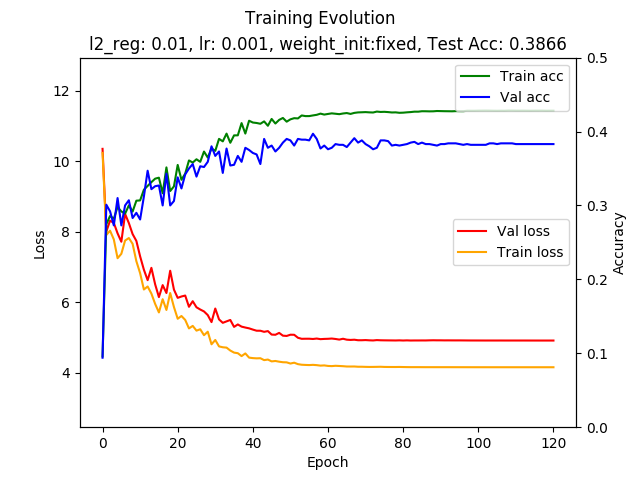 Training Evolution
l2_reg: 0.01, lr: 0.001, weight_init:fixed, Test Acc: 0.3866
Train acc
Val acc
Val loss
Train loss
Loss
12
10
8
6
4
Accuracy
0.5
0.4
0.3
0.2
0.1
0.0
0 20 40 60 80 100 120
Epoch